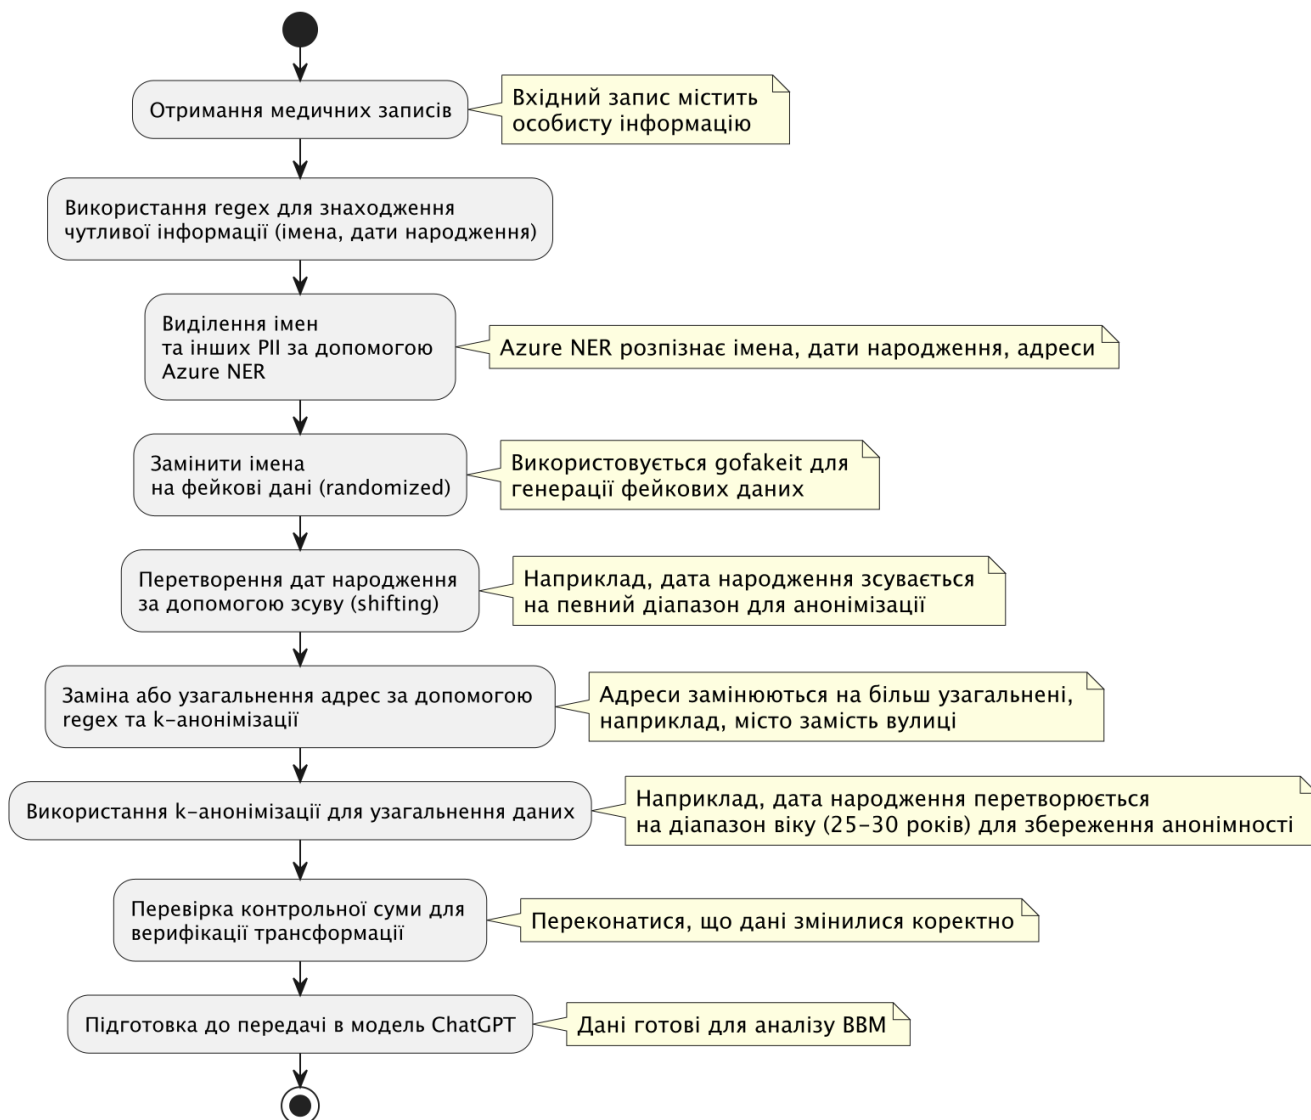 Отримання медичних записів
Вхідний запис містить
особисту інформацію
Використання regex для знаходження
чутливої інформації (імена, дати народження)
Виділення імен
та інших PII за допомогою
Azure NER
Azure NER розпізнає імена, дати народження, адреси
Замінити імена
на фейкові дані (randomized)
Використовується gofakeit для
генерації фейкових даних
Перетворення дат народження
за допомогою зсуву (shifting)
Наприклад, дата народження зсувається
на певний діапазон для анонімізації
Заміна або узагальнення адрес за допомогою
regex та k-анонімізації
Адреси замінюються на більш узагальнені,
наприклад, місто замість вулиці
Використання k-анонімізації для узагальнення даних
Наприклад, дата народження перетворюється
на діапазон віку (25-30 років) для збереження анонімності
Перевірка контрольної суми для
верифікації трансформації
Переконатися, що дані змінилися коректно
Підготовка до передачі в модель ChatGPT
Дані готові для аналізу ВВМ